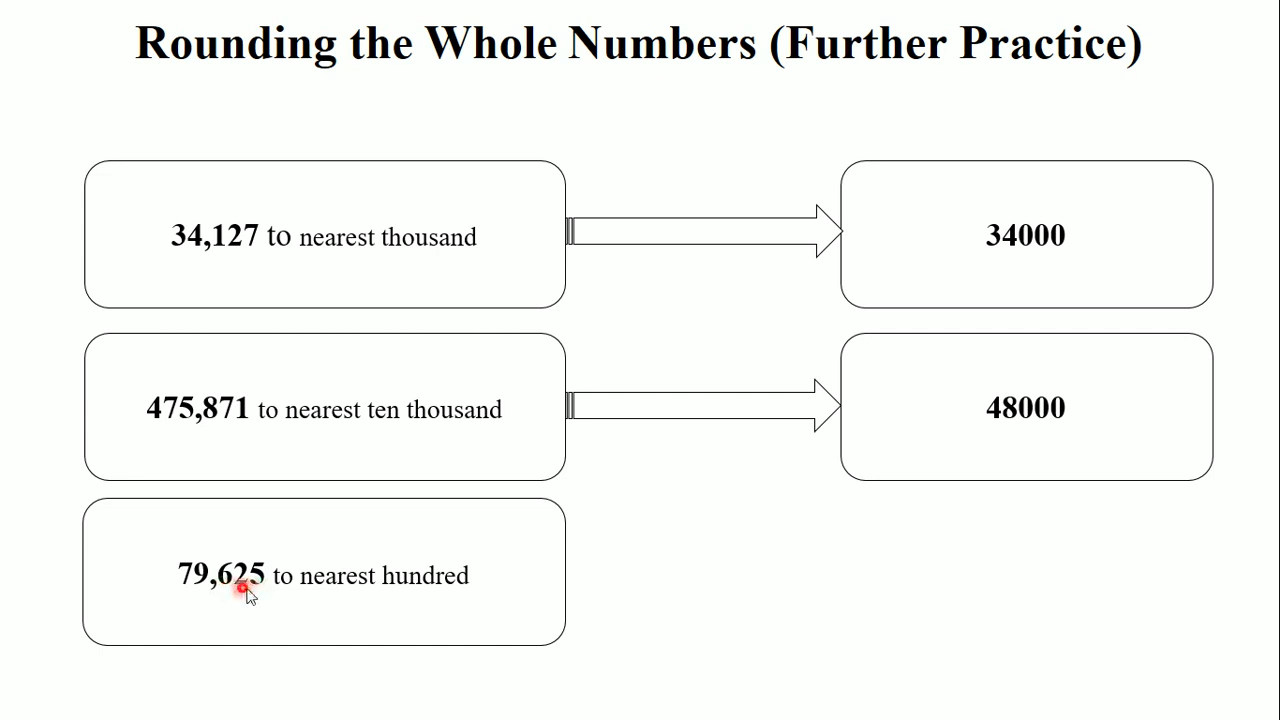 Rounding the Whole Numbers (Further Practice)
34,127 to nearest thousand
34000
475,871 to nearest ten thousand
48000
79,625 to nearest hundred